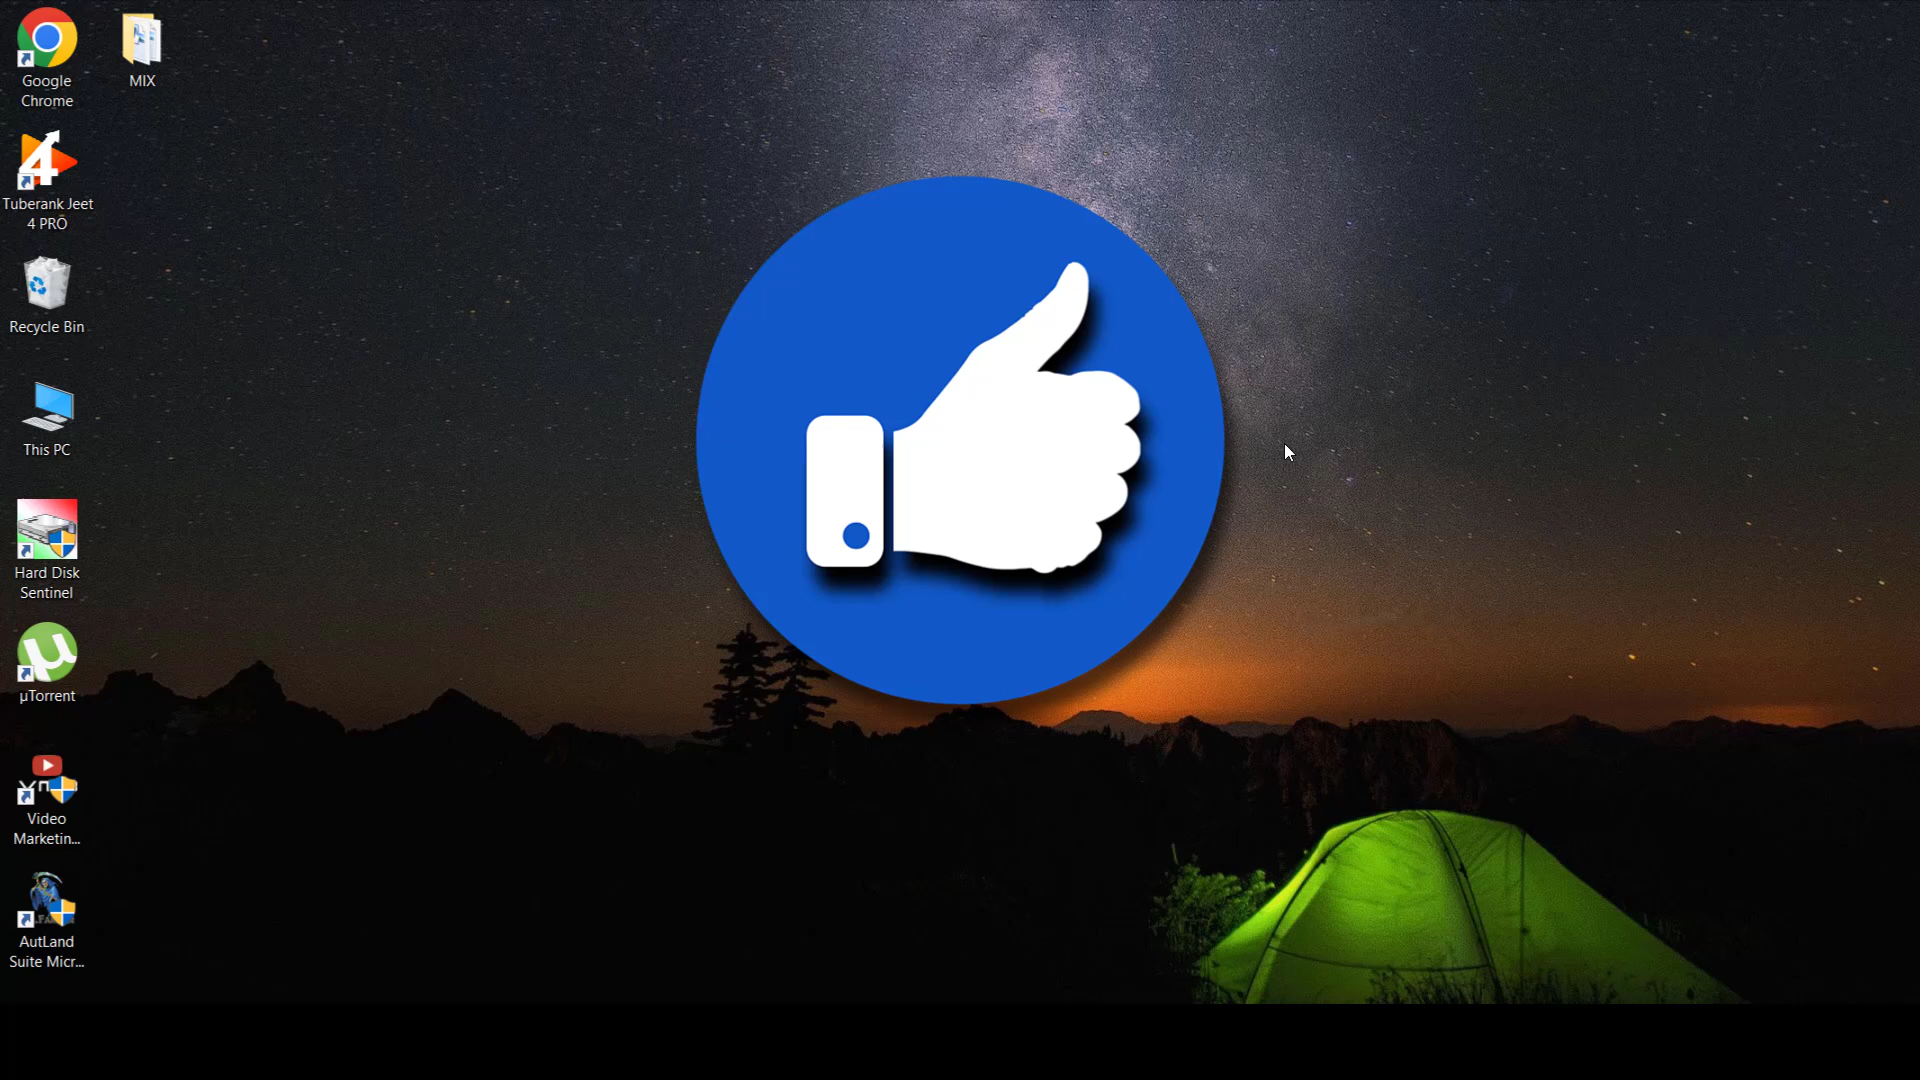 Google
Chrome
MIX
Tuberank Jeet
4 PRO
Recycle Bin
This PC
Hard Disk
Sentinel
µTorrent
Video
Marketin...
AutLand
Suite Micr...